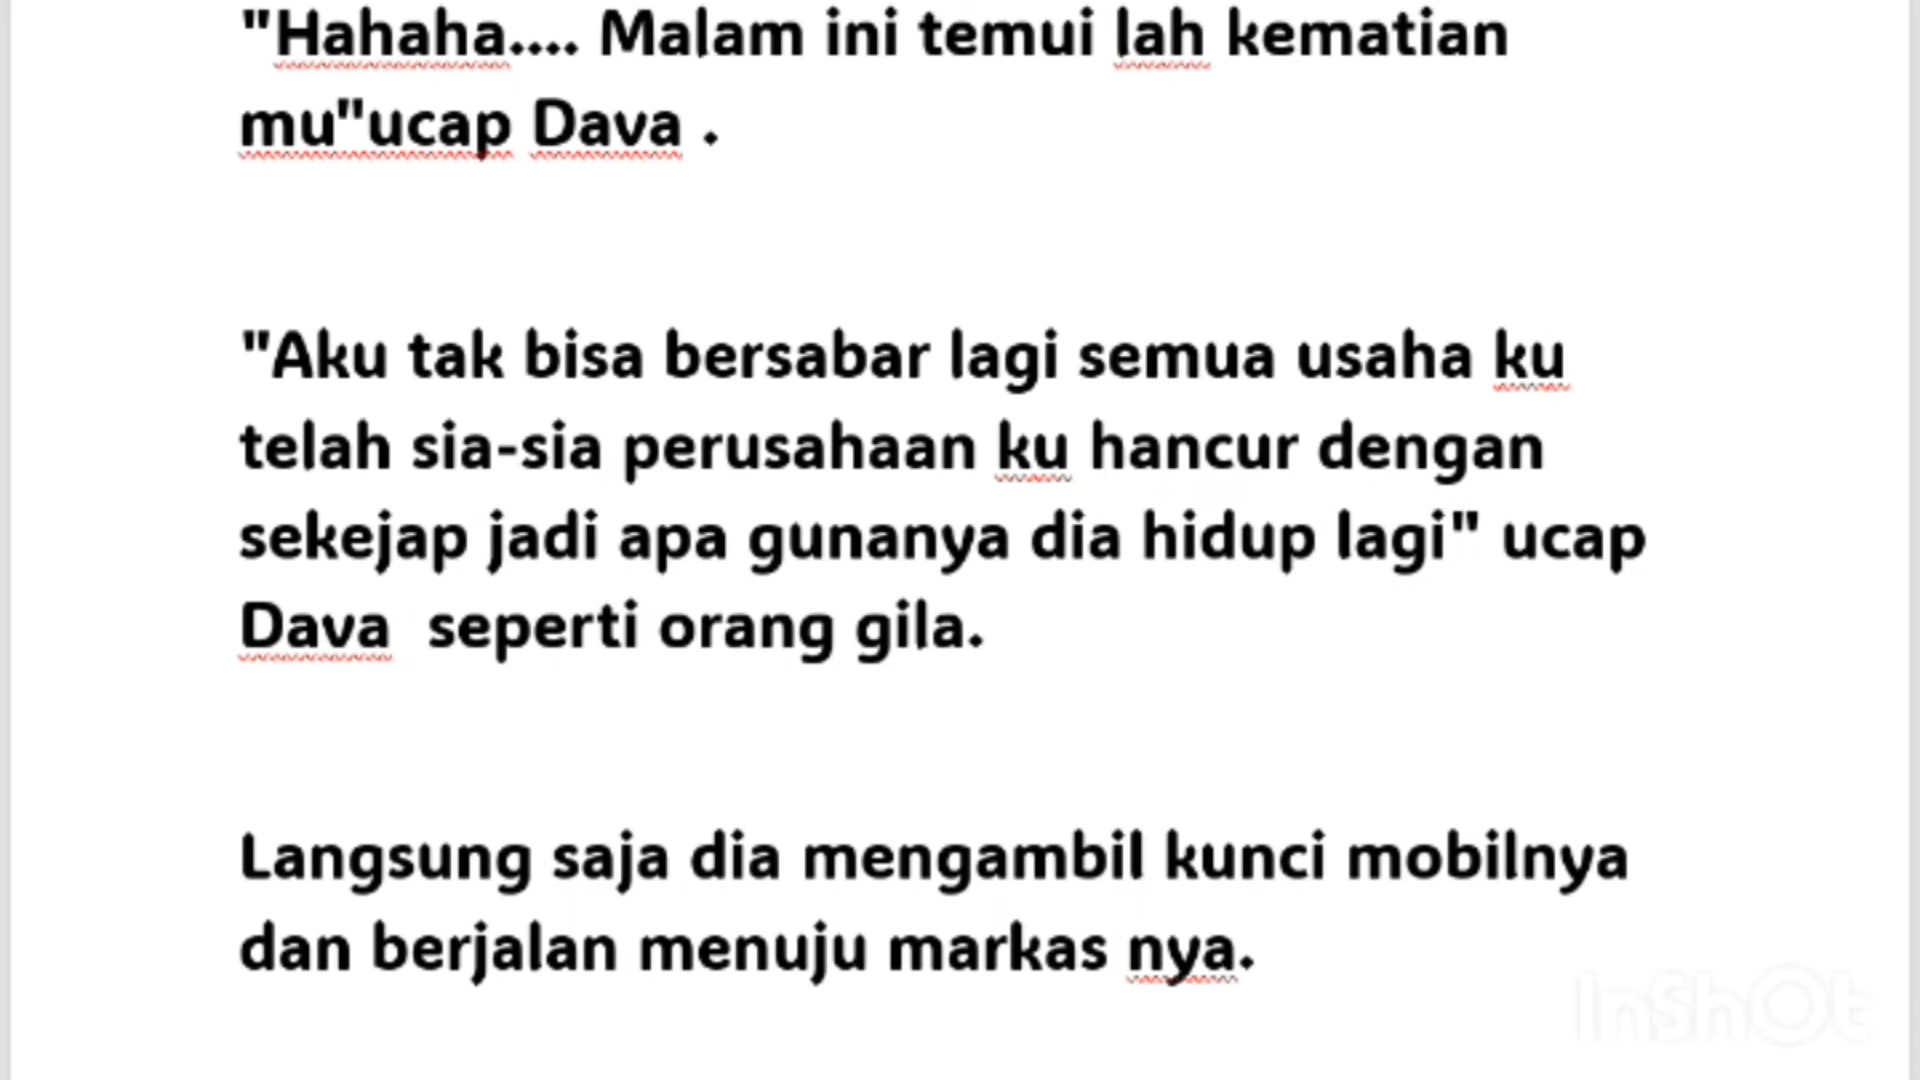 "Hahaha.... Malam ini temui lah kematian
mu"ucap Dava .
"Aku tak bisa bersabar lagi semua usaha ku
telah sia-sia perusahaan ku hancur dengan
sekejap jadi apa gunanya dia hidup lagi" ucap
Dava  seperti orang gila.
Langsung saja dia mengambil kunci mobilnya
dan berjalan menuju markas nya.
InShOt